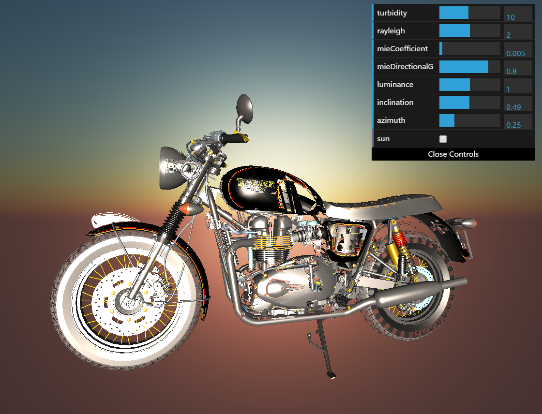 turbidity 10
rayleigh 2
mieCoefficient 0.005
mieDirectionalG 0.8
luminance 1
inclination 0.49
azimuth 0.25
sun
Close Controls